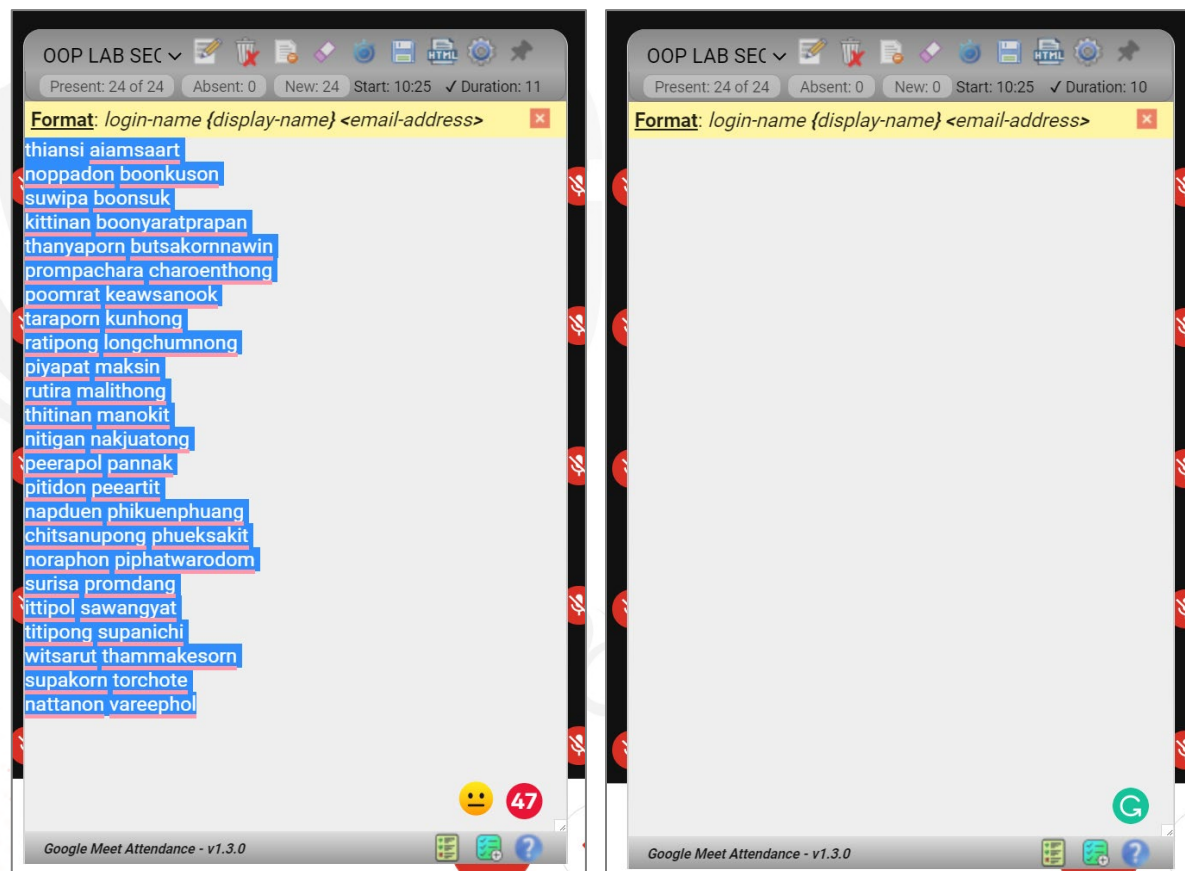 OOP LAB SEC
HTML
Present: 24 of 24 Absent: 0 New: 24 Start: 10:25 ✓ Duration: 11
Format: login-name {display-name} <email-address>
thiansi aiamsaart
noppadon boonkuson
suwipa boonsuk
kittinan boonyaratprapan
thanyaporn butsakornnawin
prompachara charoenthong
poomrat keawsanook
taraporn kunhong
ratipong longchumnong
piyapat maksin
rutira malithong
thitinan manokit
nitigan nakjuatong
peerapol pannak
pitidon peeartit
napduen phikuenphuang
chitsanupong phueksakit
noraphon piphatwarodom
surisa promdang
ittipol sawangyat
titipong supanichi
witsarut thammakesorn
supakorn torchote
nattanon vareephol
47
Google Meet Attendance - v1.3.0
OOP LAB SEC
HTML
Present: 24 of 24 Absent: 0 New: 0 Start: 10:25 ✓ Duration: 10
Format: login-name {display-name} <email-address>
Google Meet Attendance - v1.3.0